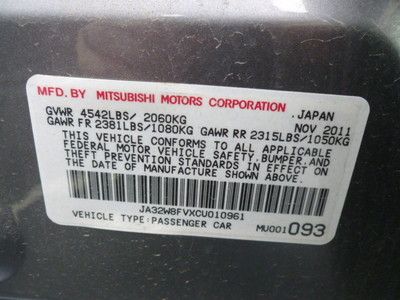 MFD. BY MITSUBISHI MOTORS CORPORATION
JAPAN
GVWR 4542LBS/ 2060KG NOV 2011
GAWR FR 2381LBS/1080KG GAWR RR 2315LBS/1050KG
THIS VEHICLE CONFORMS TO ALL APPLICABLE
FEDERAL MOTOR VEHICLE SAFETY,BUMPER,AND
THEFT PREVENTION STANDARDS IN EFFECT ON
THE DATE OF MANUFACTURE SHOWN ABOVE.
JA32W8FVXCU010961
VEHICLE TYPE:PASSENGER CAR MU001093